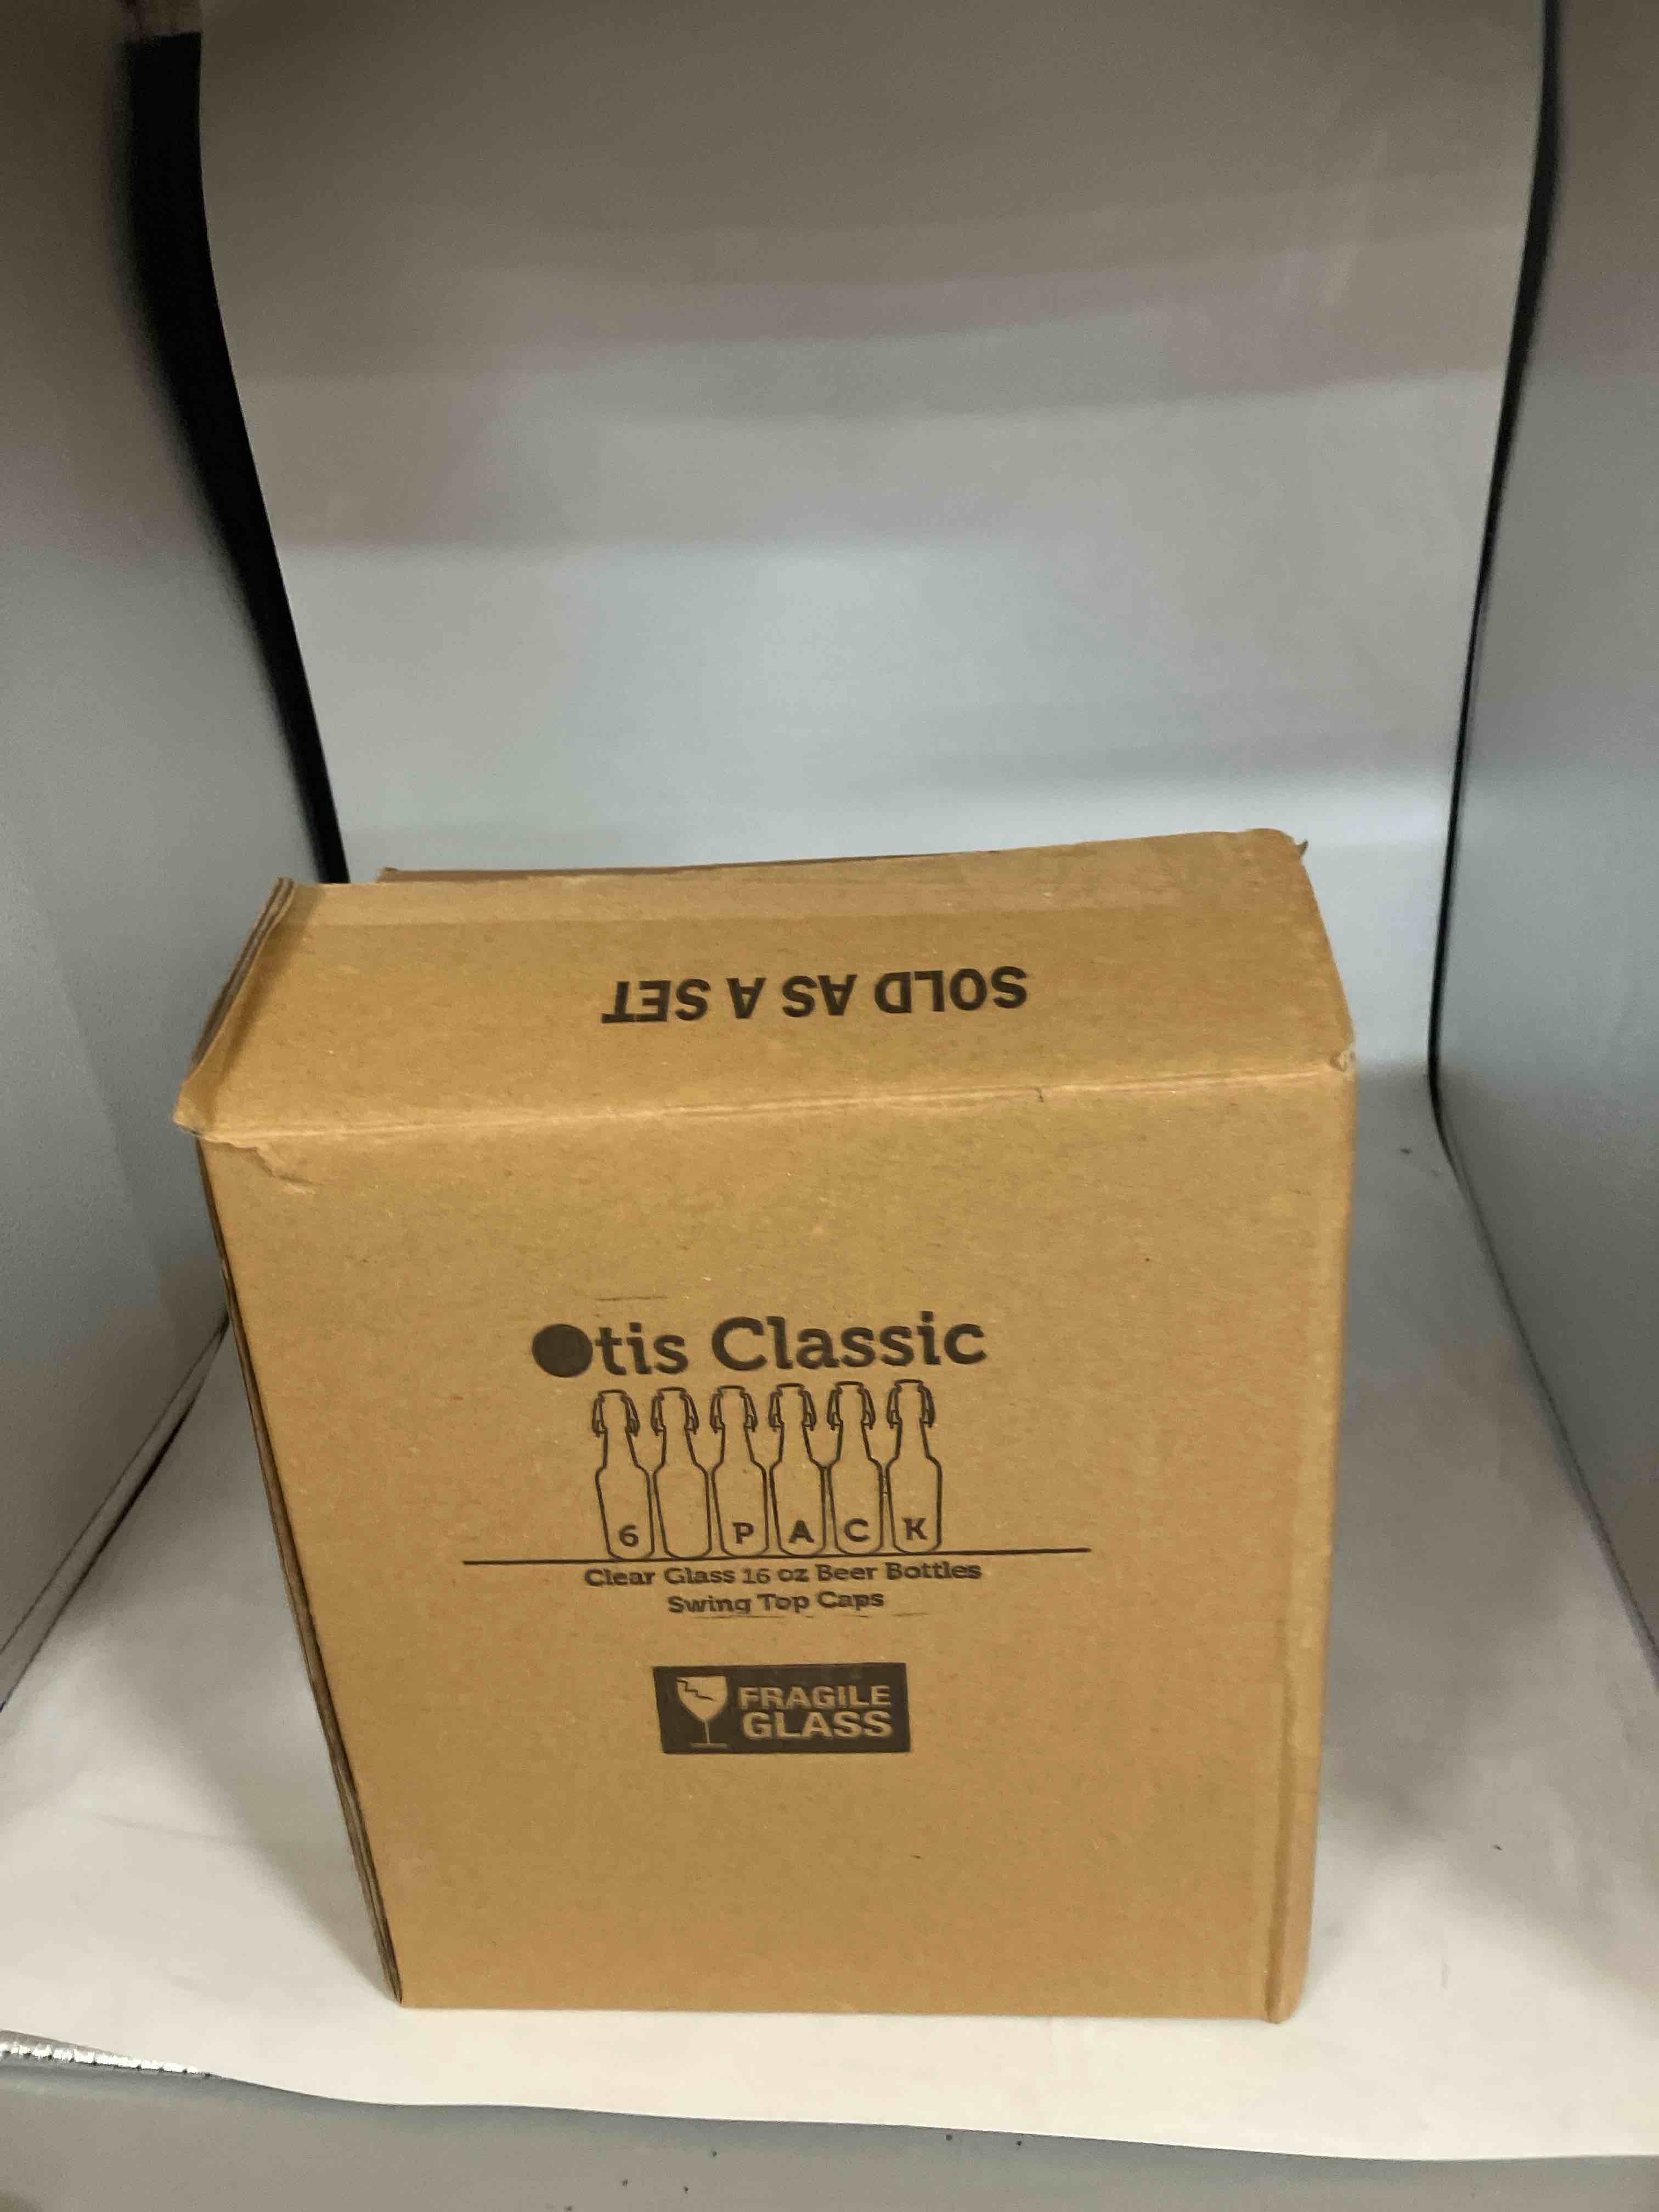 SOLD AS A SET
Otis Classic
6 PACK
Clear Glass 16 oz Beer Bottles
Swing Top Caps
FRAGILE
GLASS